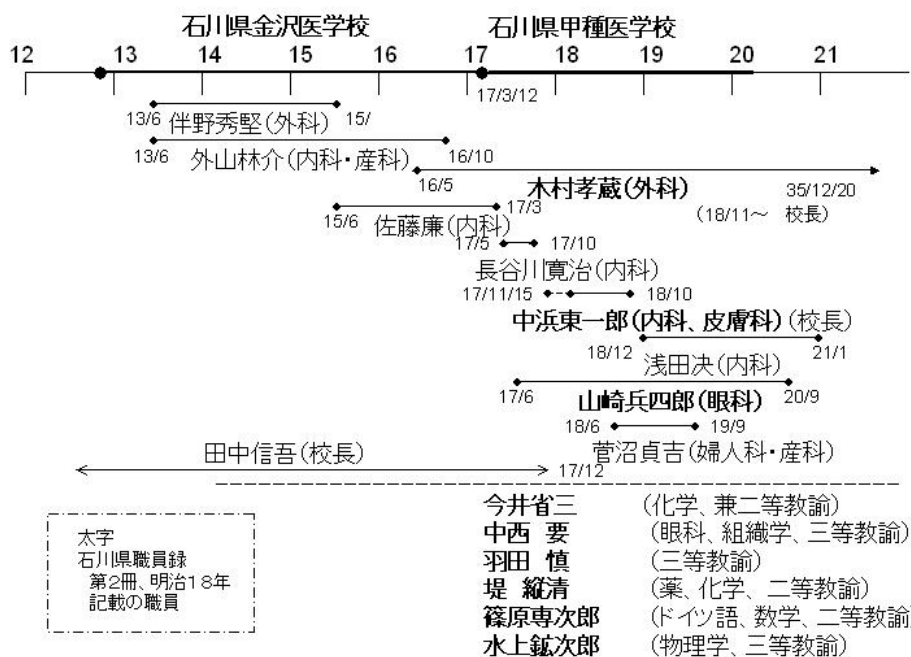 石川県金沢医学校 石川県甲種医学校
12 13 14 15 16 17 18 19 20 21
17/3/12
13/6 伴野秀堅(外科) 15/
13/6 外山林介(内科・産科) 16/10
16/5 木村孝蔵(外科) 35/12/20
(18/11～ 校長)
15/6 佐藤廉(内科) 17/3
17/5 17/10
長谷川寛治(内科)
17/11/15 18/10
中浜東一郎(内科、皮膚科)(校長)
18/12 21/1
浅田決(内科)
17/6 20/9
山崎兵四郎(眼科)
18/6 19/9
菅沼貞吉(婦人科・産科)
田中信吾(校長)
17/12
今井省三 (化学、兼二等教諭)
中西 要 (眼科、組織学、三等教諭)
羽田 慎 (三等教諭)
堤 縦清 (薬、化学、二等教諭)
篠原専次郎 (ドイツ語、数学、二等教諭
水上鉱次郎 (物理学、三等教諭)
太字
石川県職員録
第2冊、明治18年
記載の職員